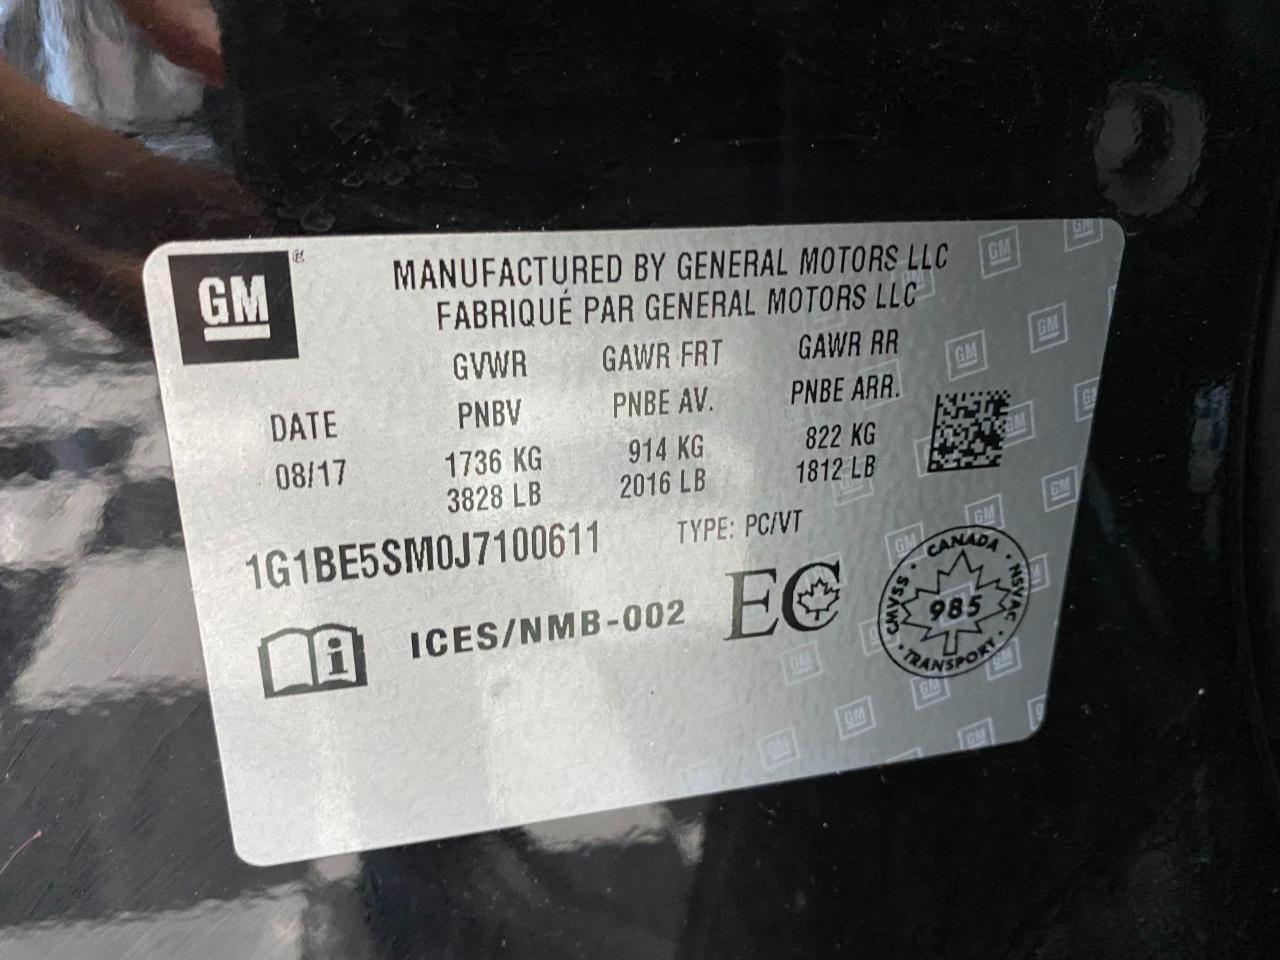 GM
MANUFACTURED BY GENERAL MOTORS LLC
FABRIQUÉ PAR GENERAL MOTORS LLC
GVWR GAWR FRT GAWR RR
DATE PNBV PNBE AV. PNBE ARR.
08/17 1736 KG 914 KG 822 KG
3828 LB 2016 LB 1812 LB
1G1BE5SM0J7100611 TYPE: PC/VT
i ICES/NMB-002 EC
CANADA · NSVAC · TRANSPORT · CMVSS ·
985